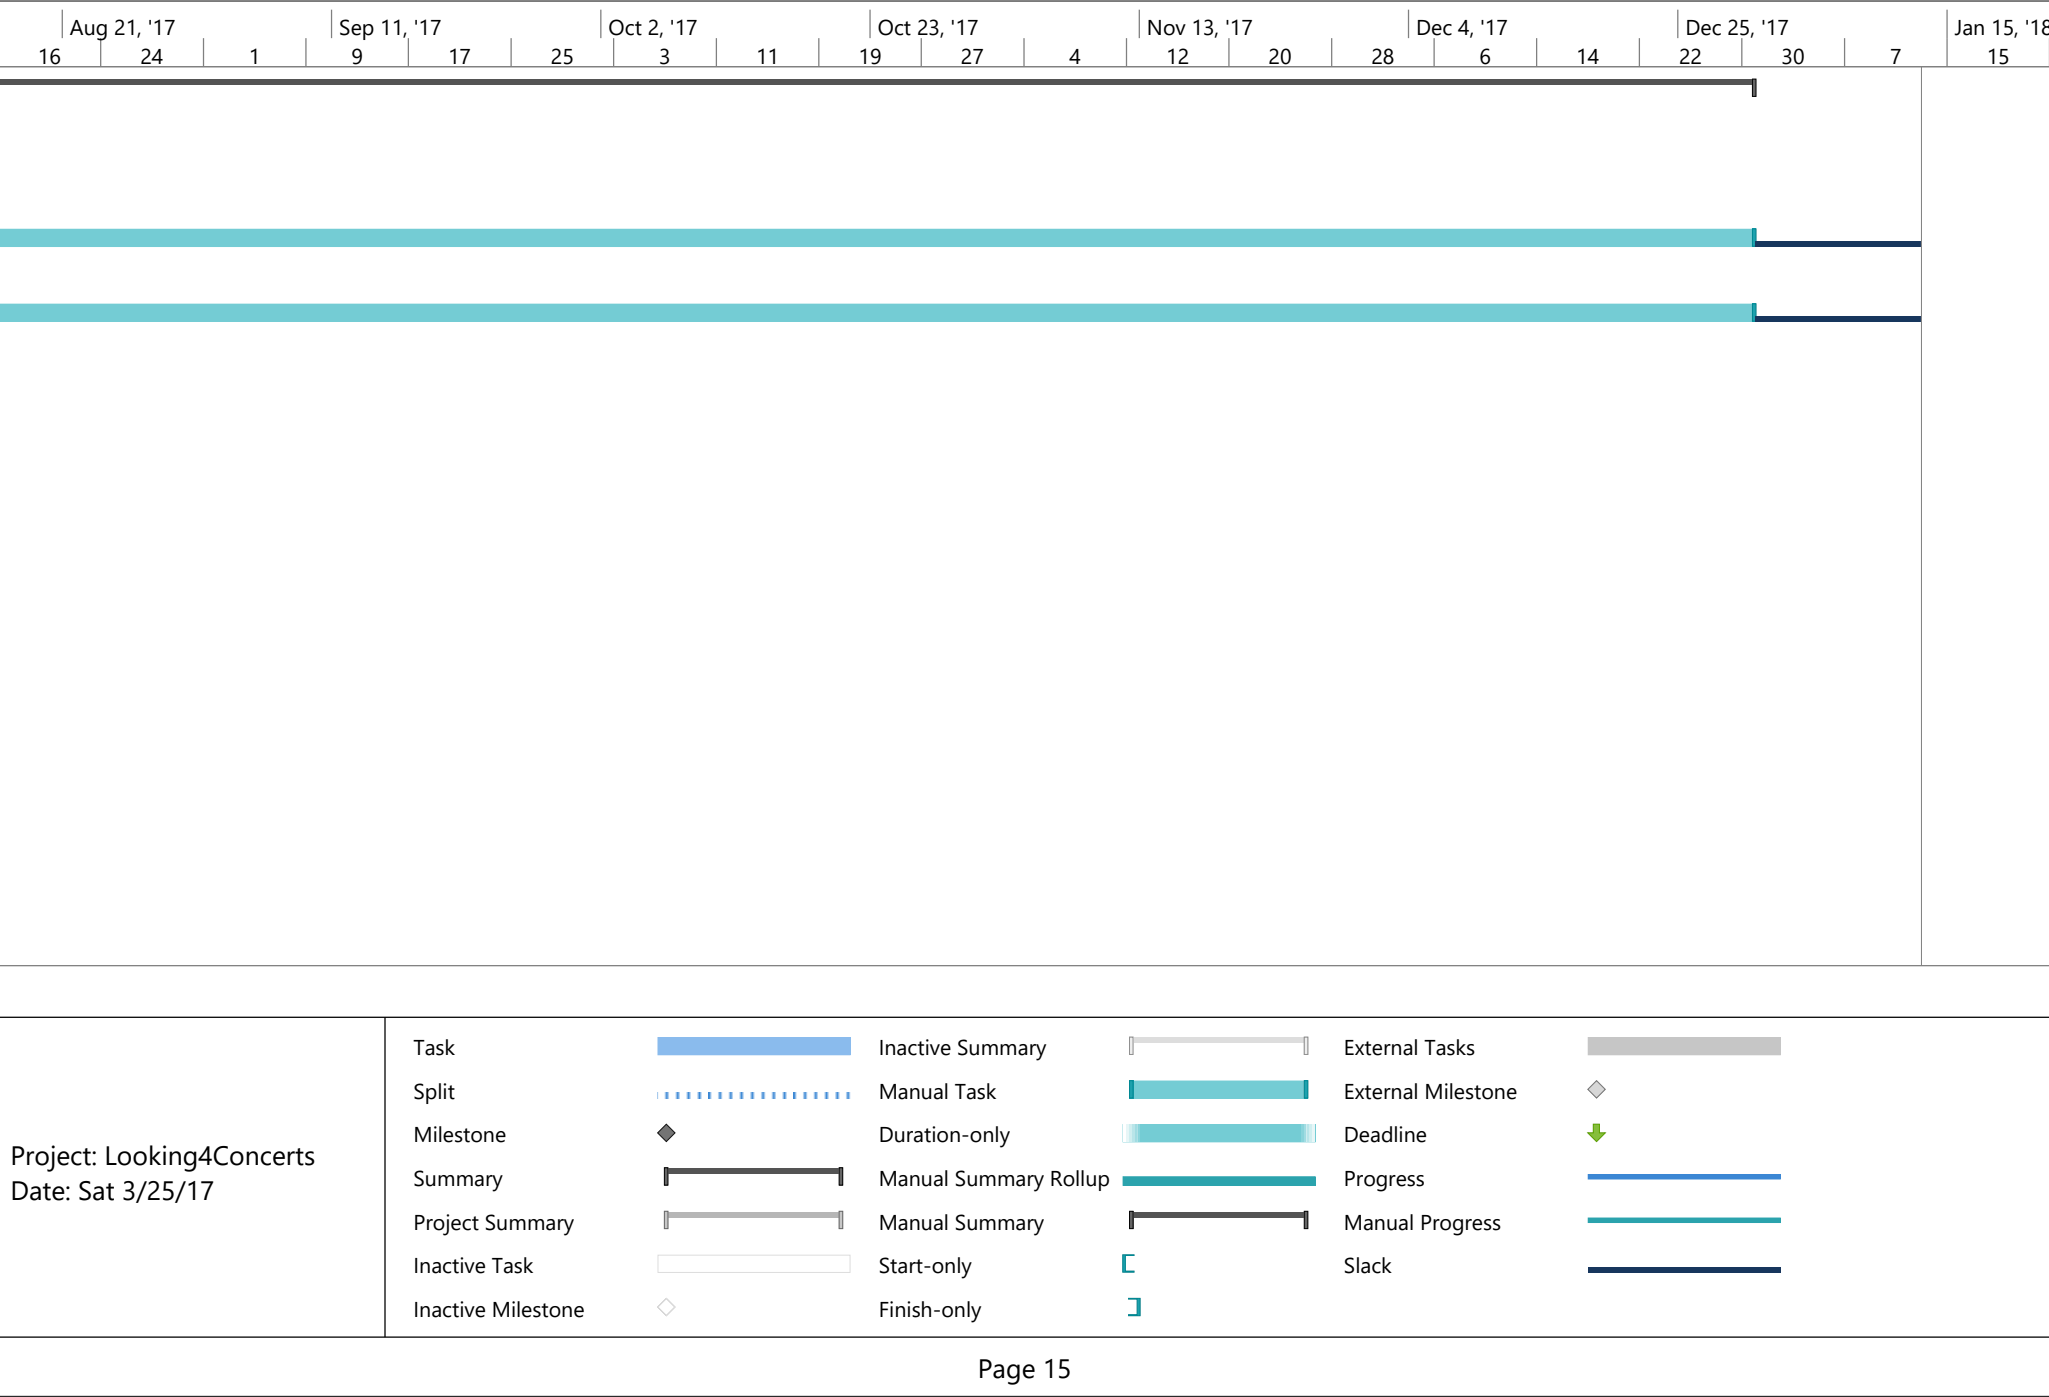 Aug 21, '17 Sep 11, '17 Oct 2, '17 Oct 23, '17 Nov 13, '17 Dec 4, '17 Dec 25, '17 Jan 15, '18
16 24 1 9 17 25 3 11 19 27 4 12 20 28 6 14 22 30 7 15
Project: Looking4Concerts
Date: Sat 3/25/17
Task
Split
Milestone
Summary
Project Summary
Inactive Task
Inactive Milestone
Inactive Summary
Manual Task
Duration-only
Manual Summary Rollup
Manual Summary
Start-only
Finish-only
External Tasks
External Milestone
Deadline
Progress
Manual Progress
Slack
Page 15